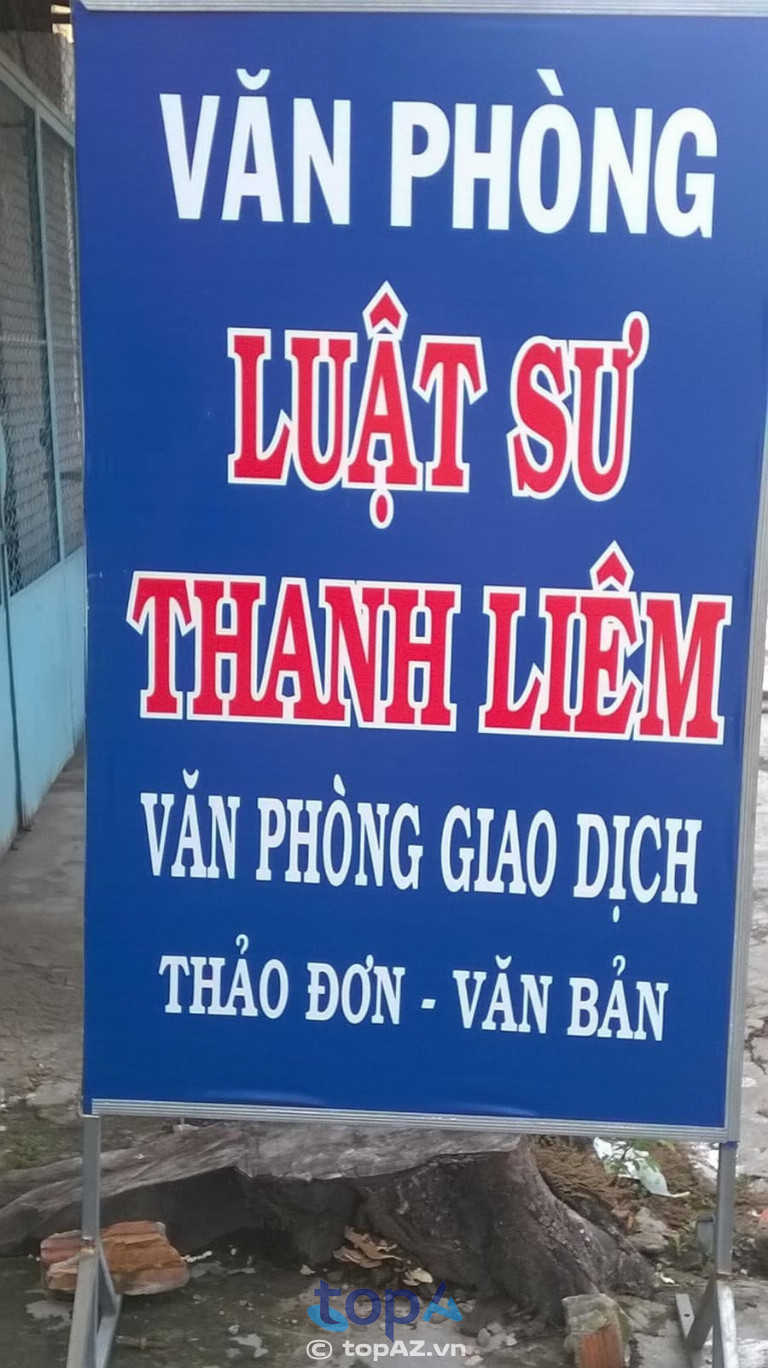 VĂN PHÒNG
LUẬT SƯ
THANH LIÊM
VĂN PHÒNG GIAO DỊCH
THẢO ĐƠN - VĂN BẢN
topA
© topAZ.vn